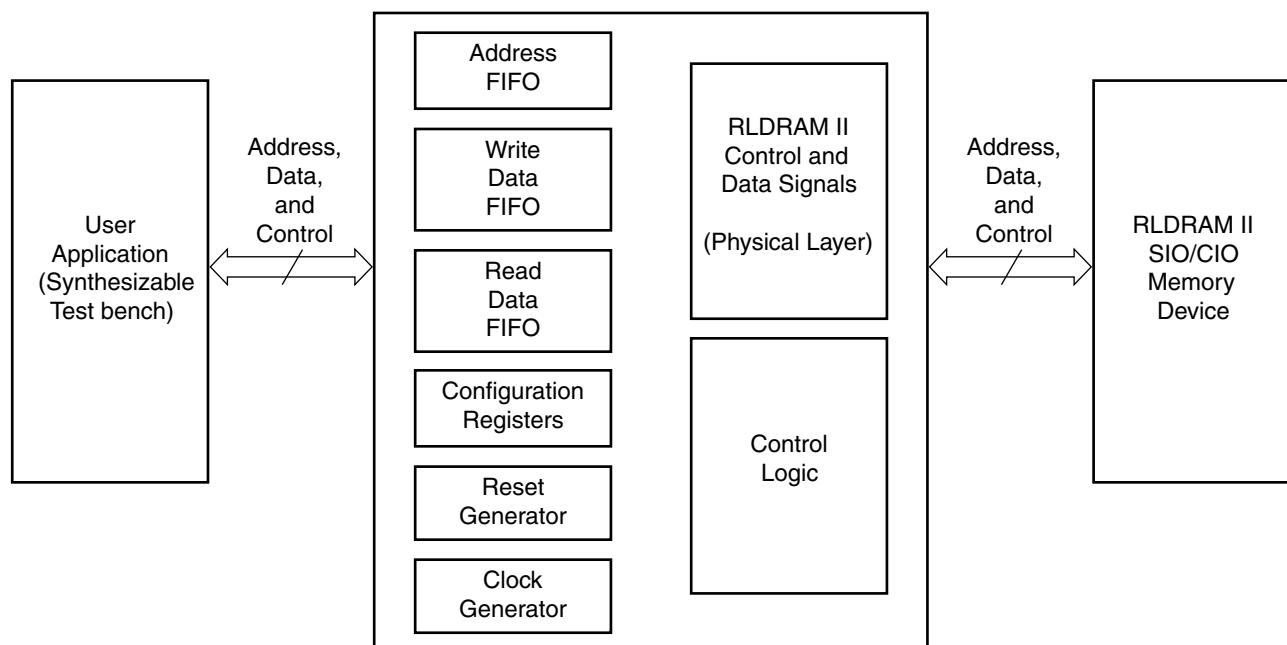 User
Application
(Synthesizable
Test bench)
Address,
Data,
and
Control
Address
FIFO
Write
Data
FIFO
Read
Data
FIFO
Configuration
Registers
Reset
Generator
Clock
Generator
RLDRAM II
Control and
Data Signals
(Physical Layer)
Control
Logic
Address,
Data,
and
Control
RLDRAM II
SIO/CIO
Memory
Device